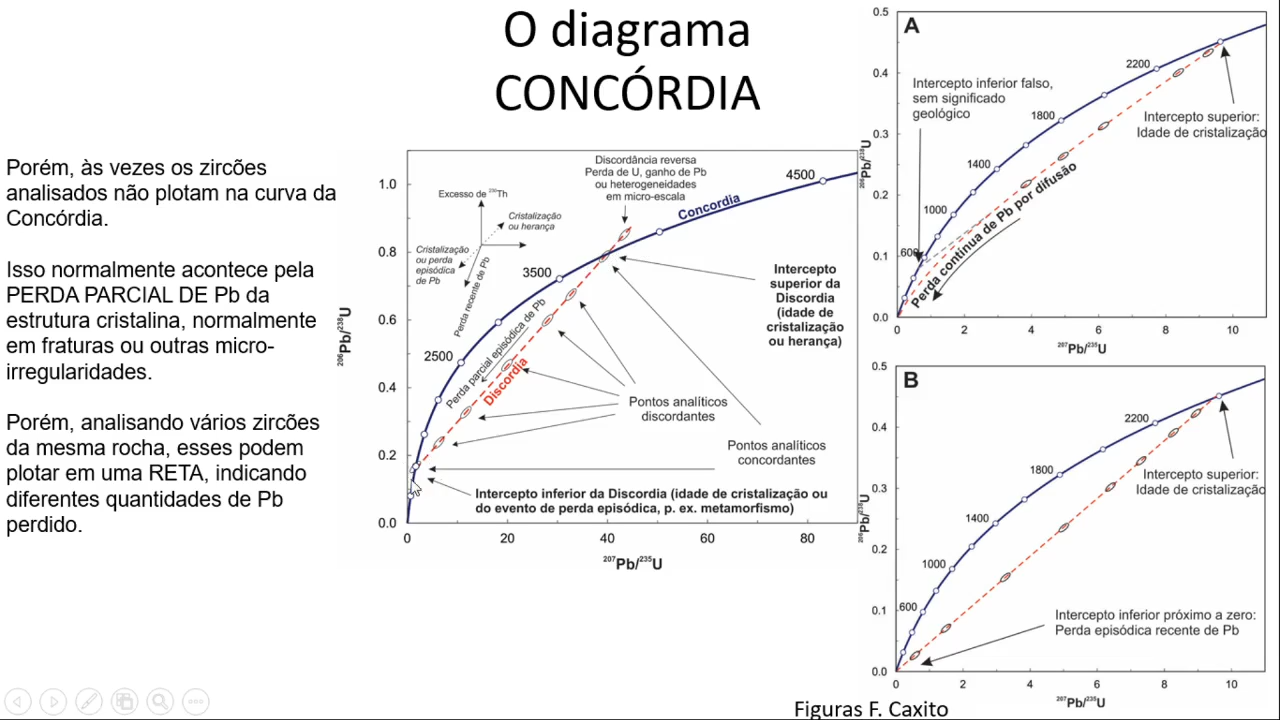 O diagrama
CONCÓRDIA
Porém, às vezes os zircões
analisados não plotam na curva da
Concórdia.
Isso normalmente acontece pela
PERDA PARCIAL DE Pb da
estrutura cristalina, normalmente
em fraturas ou outras micro-
irregularidades.
Porém, analisando vários zircões
da mesma rocha, esses podem
plotar em uma RETA, indicando
diferentes quantidades de Pb
perdido.
1.0
0.8
0.6
0.4
0.2
0.0
0
20
40
60
80
²⁰⁶Pb/²³⁸U
²⁰⁷Pb/²³⁵U
Excesso de ²³⁰Th
Cristalização
ou herança
Cristalização
ou perda
episódica
de Pb
Perda recente de Pb
Discordância reversa
Perda de U, ganho de Pb
ou heterogeneidades
em micro-escala
Concordia
4500
3500
2500
Perda parcial episódica de Pb
Discordia
Intercepto
superior da
Discordia
(idade de
cristalização
ou herança)
Pontos analíticos
discordantes
Pontos analíticos
concordantes
Intercepto inferior da Discordia (idade de cristalização ou
do evento de perda episódica, p. ex. metamorfismo)
A
0.5
0.4
0.3
0.2
0.1
0.0
0
2
4
6
8
10
²⁰⁶Pb/²³⁸U
²⁰⁷Pb/²³⁵U
Intercepto inferior falso,
sem significado
geológico
2200
1800
1400
1000
600
Intercepto superior:
Idade de cristalização
Perda contínua de Pb por difusão
B
0.5
0.4
0.3
0.2
0.1
0.0
0
2
4
6
8
10
²⁰⁶Pb/²³⁸U
²⁰⁷Pb/²³⁵U
2200
1800
1400
1000
600
Intercepto superior:
Idade de cristalização
Intercepto inferior próximo a zero:
Perda episódica recente de Pb
Figuras F. Caxito